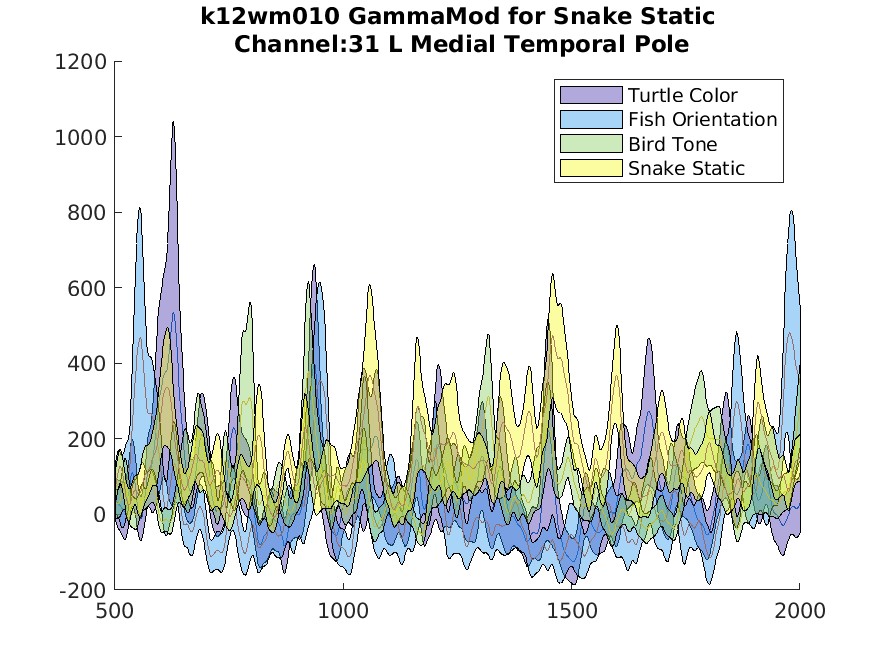 k12wm010 GammaMod for Snake Static
Channel:31 L Medial Temporal Pole
1200
1000
800
600
400
200
0
-200
500
1000
1500
2000
Turtle Color
Fish Orientation
Bird Tone
Snake Static